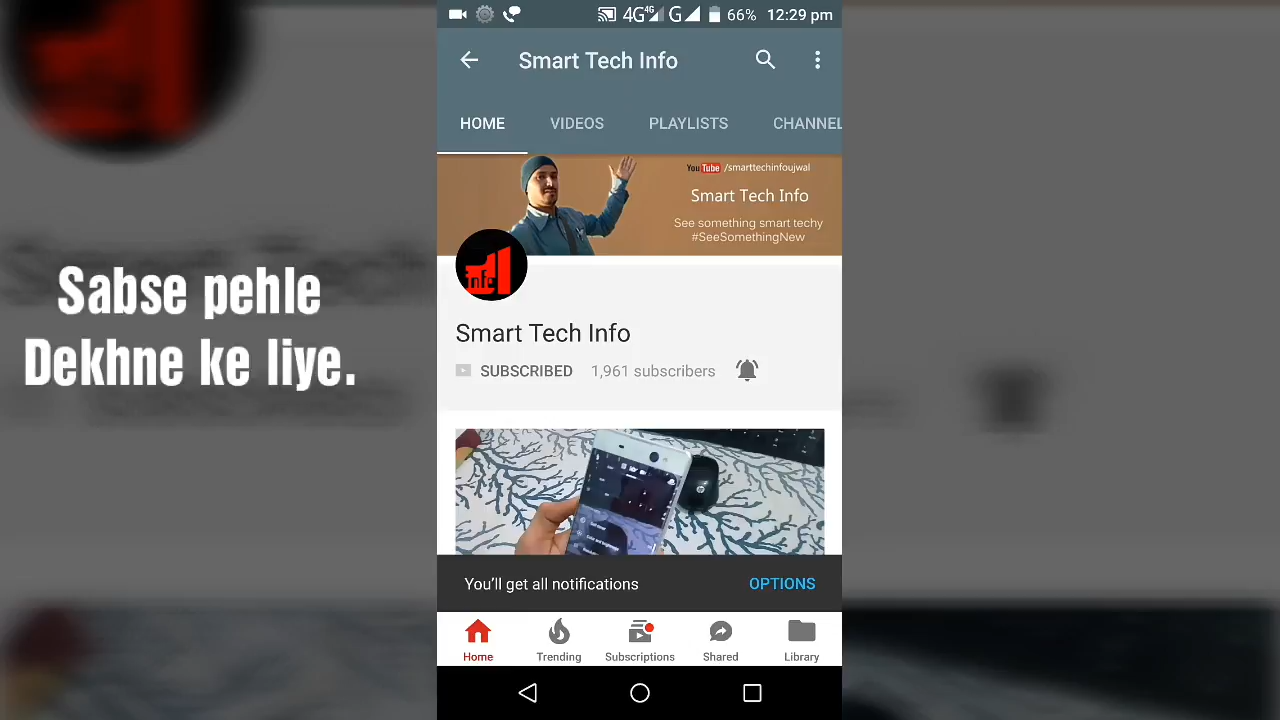 4G 4G G 66% 12:29 pm
Smart Tech Info
HOME VIDEOS PLAYLISTS CHANNEL
YouTube /smarttechinfoujwal
Smart Tech Info
See something smart techy
#SeeSomethingNew
info
Smart Tech Info
SUBSCRIBED 1,961 subscribers
Sabse pehle
Dekhne ke liye.
You'll get all notifications OPTIONS
Home Trending Subscriptions Shared Library